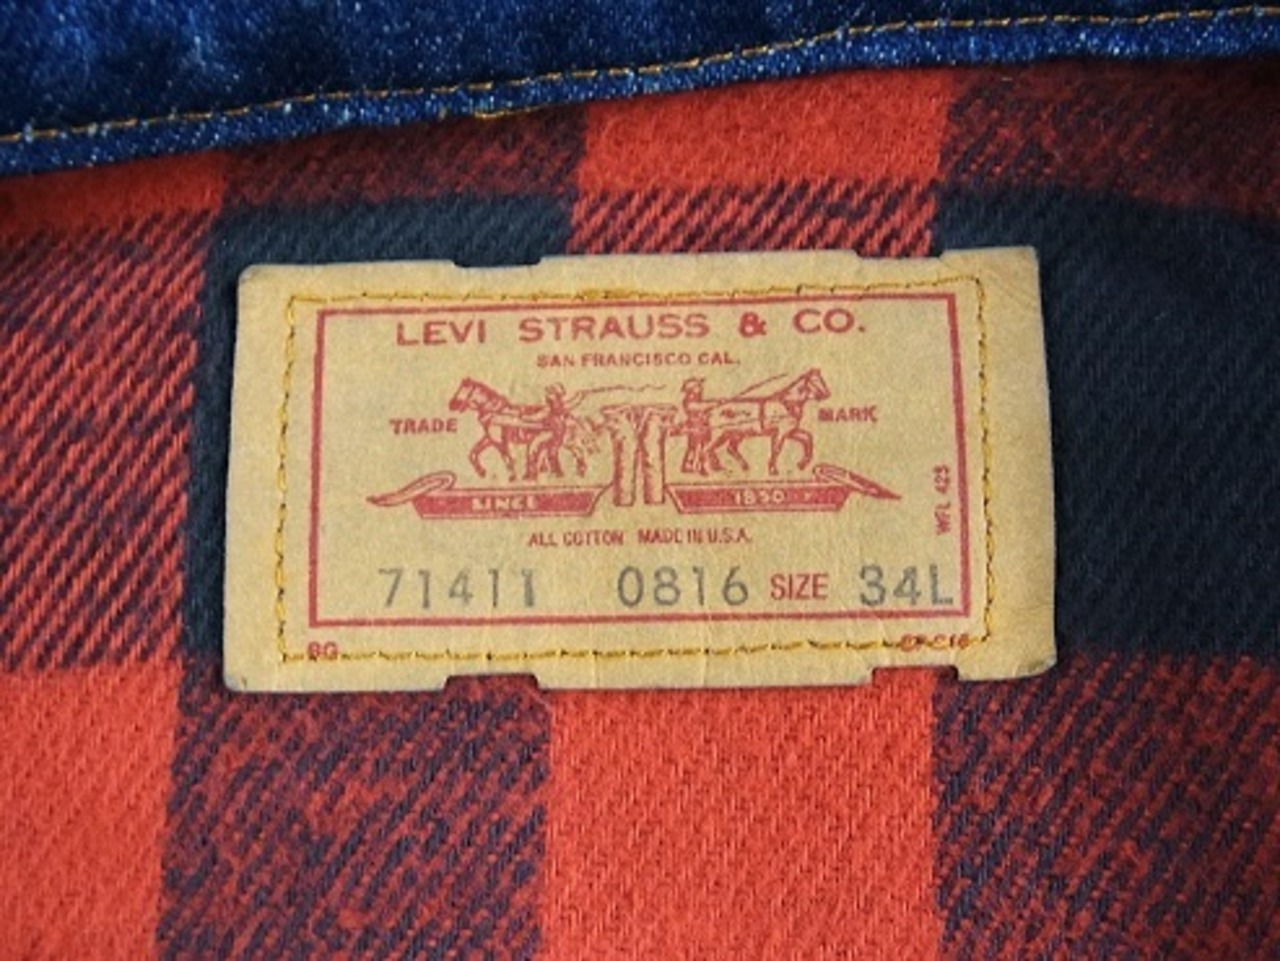 LEVI STRAUSS & CO.
SAN FRANCISCO CAL.
TRADE MARK
SINCE 1850
WFL 423
ALL COTTON MADE IN U.S.A.
71411 0816 SIZE 34L
BG